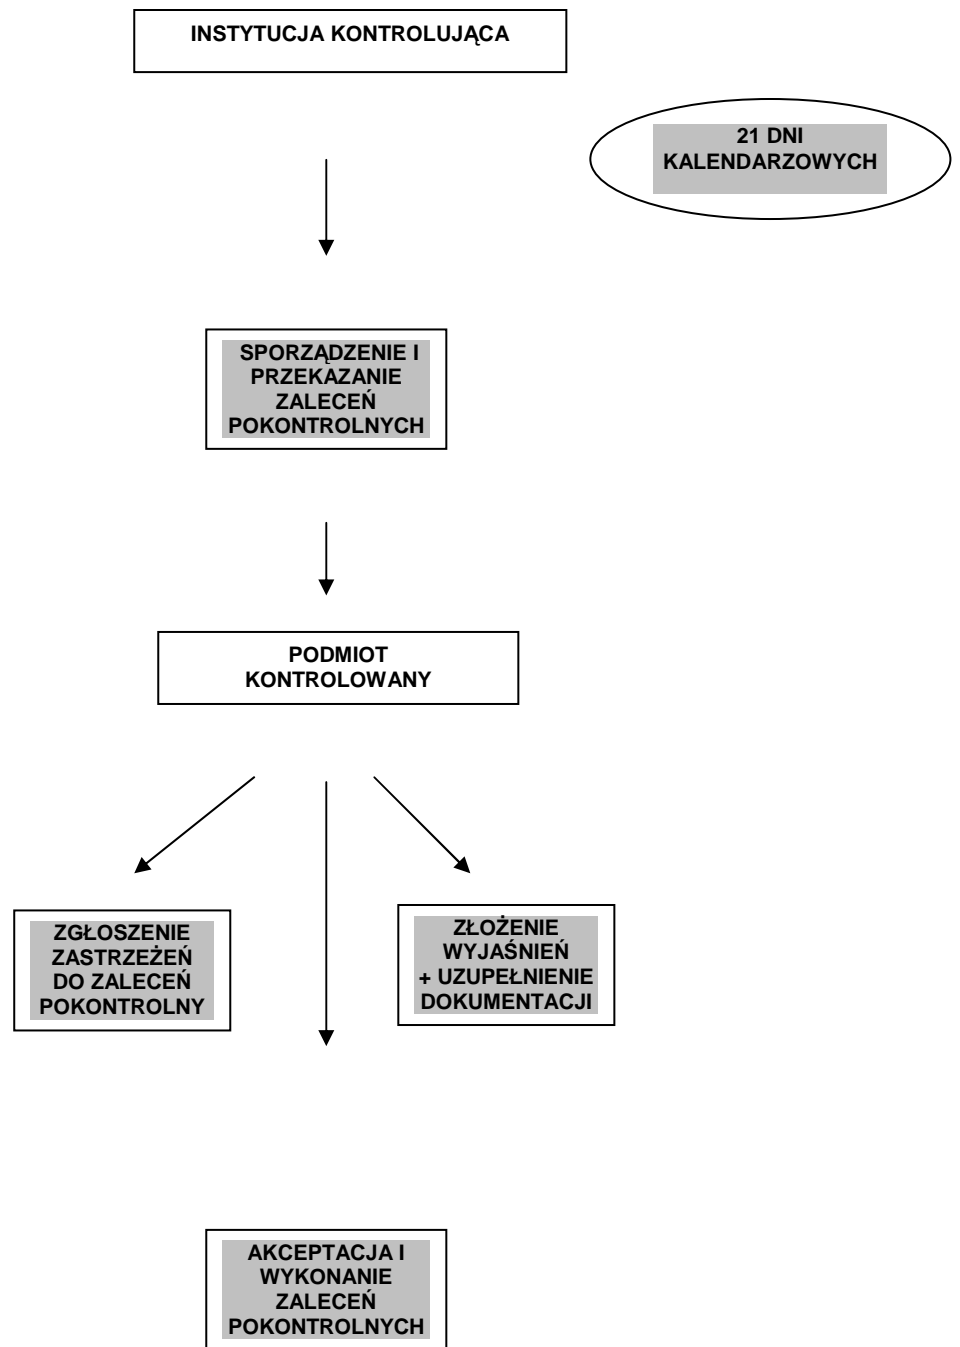 INSTYTUCJA KONTROLUJĄCA
21 DNI
KALENDARZOWYCH
SPORZĄDZENIE I
PRZEKAZANIE
ZALECEŃ
POKONTROLNYCH
PODMIOT
KONTROLOWANY
ZGŁOSZENIE
ZASTRZEŻEŃ
DO ZALECEŃ
POKONTROLNY
ZŁOŻENIE
WYJAŚNIEŃ
+ UZUPEŁNIENIE
DOKUMENTACJI
AKCEPTACJA I
WYKONANIE
ZALECEŃ
POKONTROLNYCH